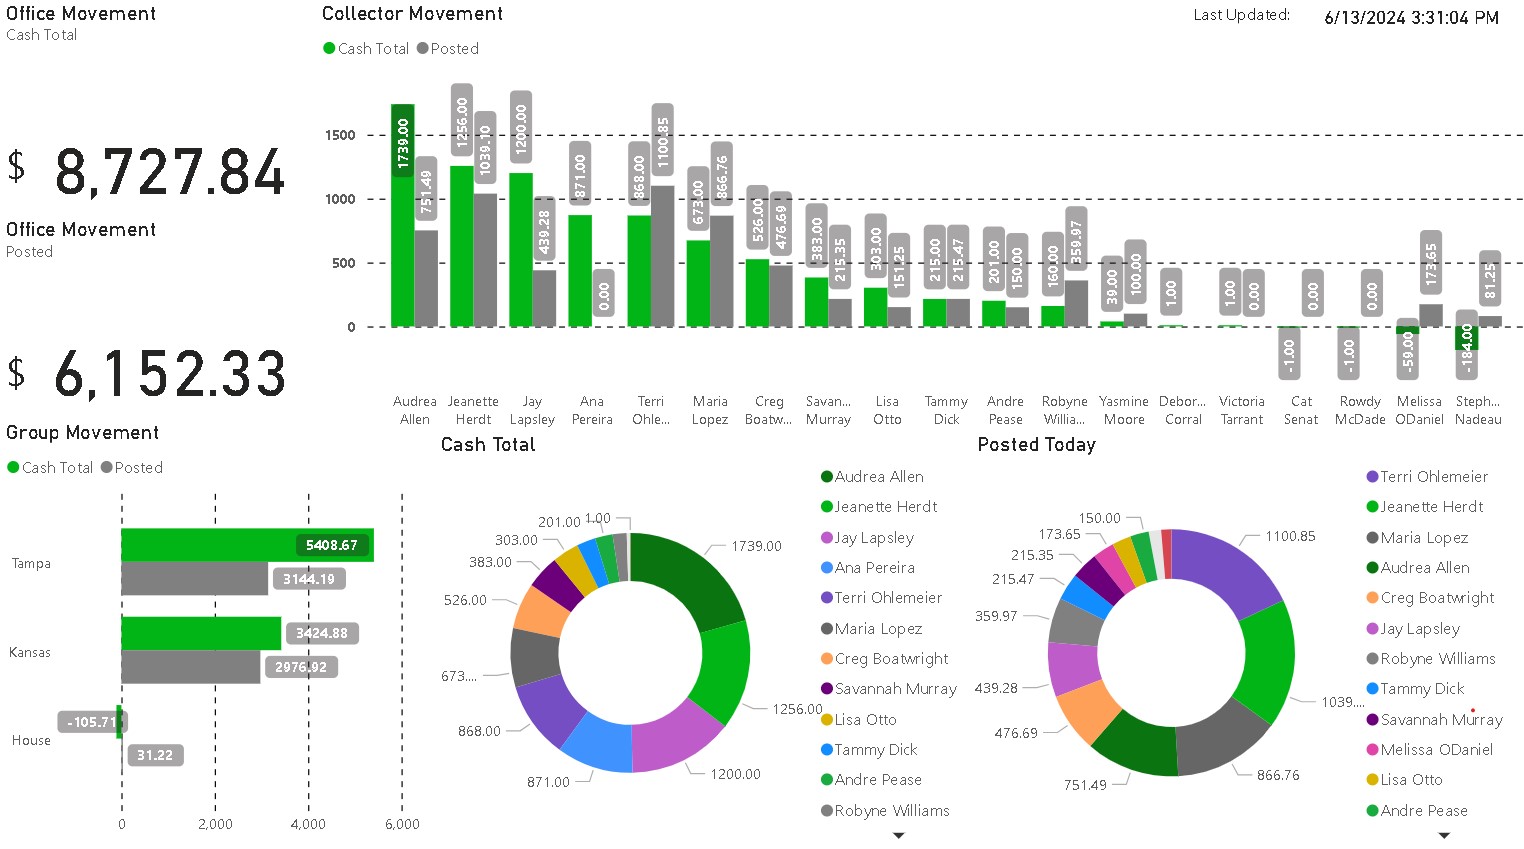 Office Movement
Cash Total
$ 8,727.84
Office Movement
Posted
$ 6,152.33
Collector Movement
Last Updated: 6/13/2024 3:31:04 PM
Cash Total Posted
1500
1000
500
0
1739.00
751.49
1256.00
1039.10
1200.00
439.28
871.00
0.00
868.00
1100.85
673.00
866.76
526.00
476.69
383.00
215.35
303.00
151.25
215.00
215.47
201.00
150.00
160.00
359.97
39.00
100.00
1.00
1.00
0.00
-1.00
0.00
-1.00
0.00
-59.00
173.65
-184.00
81.25
Audrea Allen
Jeanette Herdt
Jay Lapsley
Ana Pereira
Terri Ohle...
Maria Lopez
Creg Boatw...
Savan... Murray
Lisa Otto
Tammy Dick
Andre Pease
Robyne Willia...
Yasmine Moore
Debor... Corral
Victoria Tarrant
Cat Senat
Rowdy McDade
Melissa ODaniel
Steph... Nadeau
Group Movement
Cash Total Posted
Tampa
5408.67
3144.19
Kansas
3424.88
2976.92
House
-105.71
31.22
0 2,000 4,000 6,000
Cash Total
1739.00
1256.00
1200.00
871.00
868.00
673....
526.00
383.00
303.00
201.00
1.00
Audrea Allen
Jeanette Herdt
Jay Lapsley
Ana Pereira
Terri Ohlemeier
Maria Lopez
Creg Boatwright
Savannah Murray
Lisa Otto
Tammy Dick
Andre Pease
Robyne Williams
Posted Today
1100.85
1039....
866.76
751.49
476.69
439.28
359.97
215.47
215.35
173.65
150.00
Terri Ohlemeier
Jeanette Herdt
Maria Lopez
Audrea Allen
Creg Boatwright
Jay Lapsley
Robyne Williams
Tammy Dick
Savannah Murray
Melissa ODaniel
Lisa Otto
Andre Pease